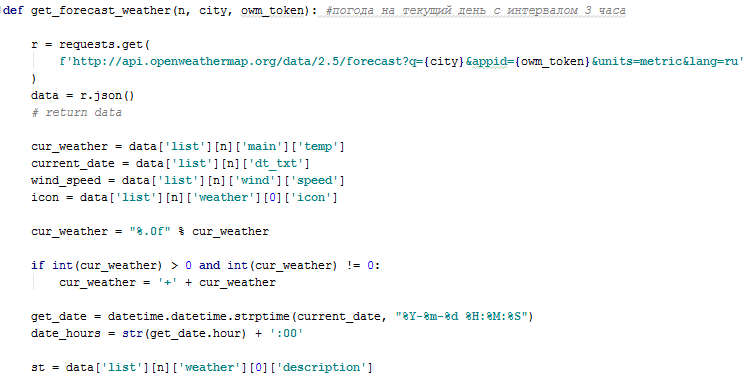 def get_forecast_weather(n, city, owm_token): #погода на текущий день с интервалом 3 часа
r = requests.get(
f'http://api.openweathermap.org/data/2.5/forecast?q={city}&appid={owm_token}&units=metric&lang=ru'
)
data = r.json()
# return data
cur_weather = data['list'][n]['main']['temp']
current_date = data['list'][n]['dt_txt']
wind_speed = data['list'][n]['wind']['speed']
icon = data['list'][n]['weather'][0]['icon']
cur_weather = "%.0f" % cur_weather
if int(cur_weather) > 0 and int(cur_weather) != 0:
cur_weather = '+' + cur_weather
get_date = datetime.datetime.strptime(current_date, "%Y-%m-%d %H:%M:%S")
date_hours = str(get_date.hour) + ':00'
st = data['list'][n]['weather'][0]['description']